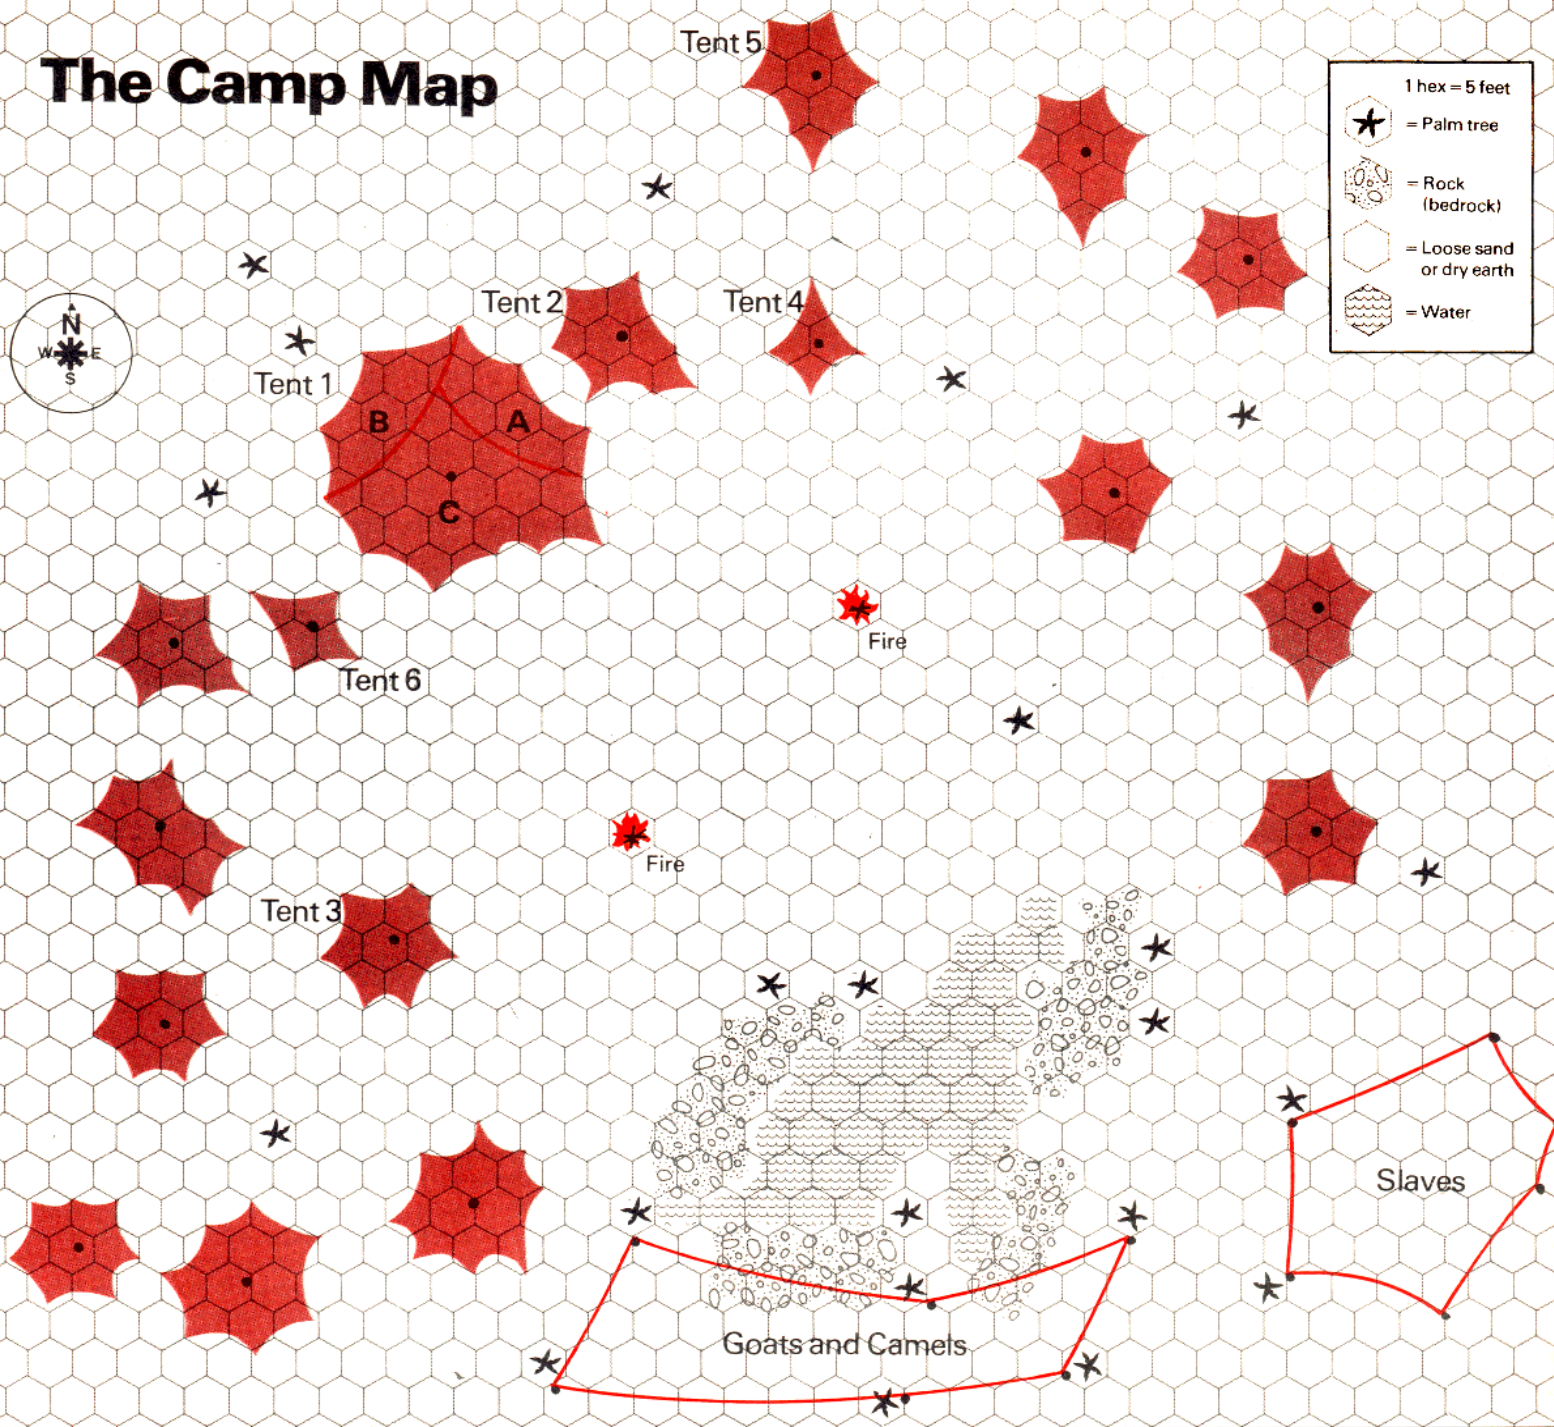 The Camp Map
Tent 5
1 hex = 5 feet
= Palm tree
= Rock
(bedrock)
= Loose sand
or dry earth
= Water
N
W E
S
Tent 2
Tent 4
Tent 1
B
A
C
Fire
Tent 6
Fire
Tent 3
Slaves
Goats and Camels